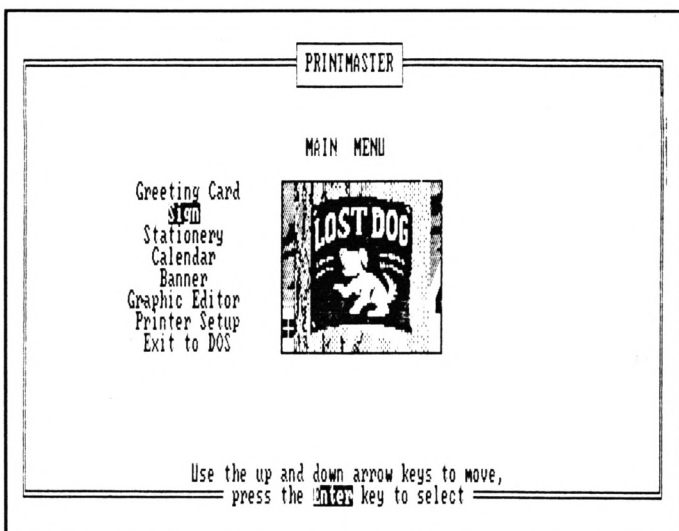 PRINTMASTER
MAIN MENU
Greeting Card
Sign
Stationery
Calendar
Banner
Graphic Editor
Printer Setup
Exit to DOS
LOST DOG
Use the up and down arrow keys to move,
press the Enter key to select